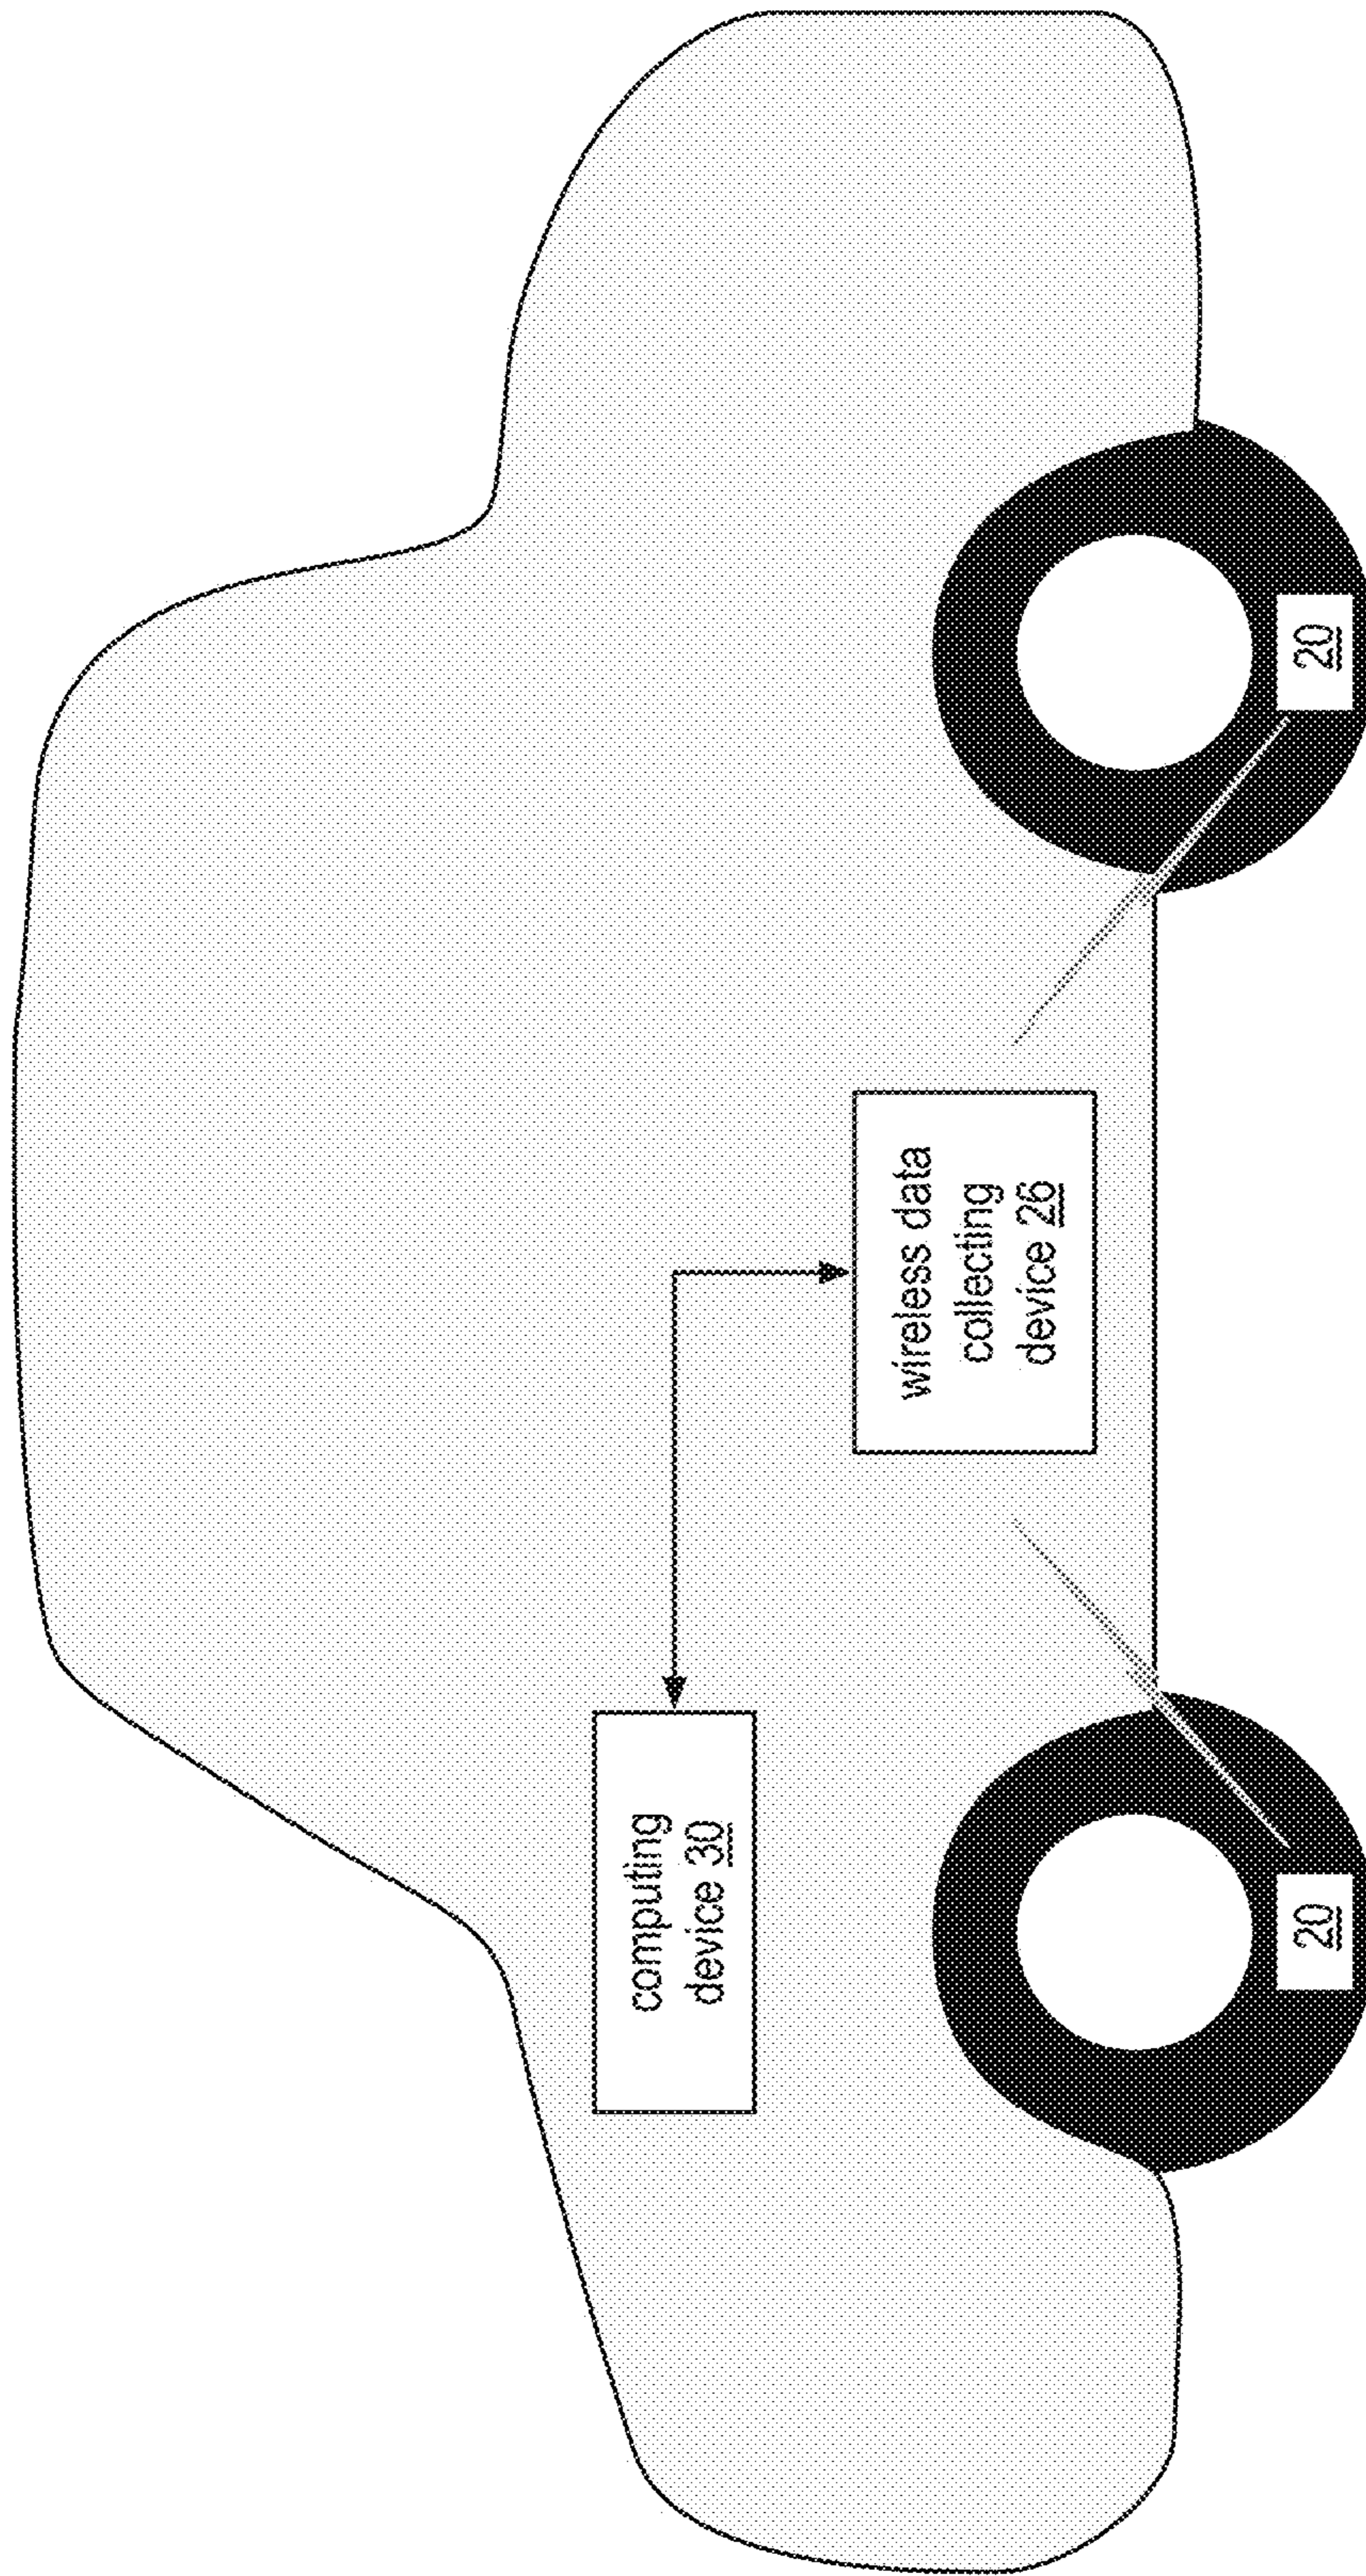 computing
device 30
wireless data
collecting
device 26
20
20